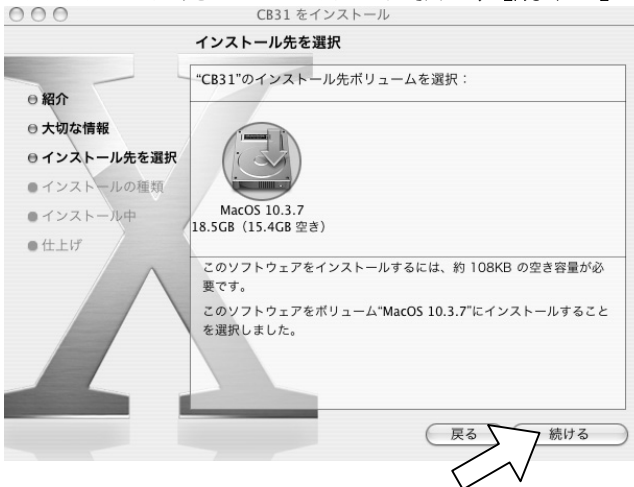 CB31 をインストール
インストール先を選択
“CB31”のインストール先ボリュームを選択：
紹介
大切な情報
インストール先を選択
インストールの種類
インストール中
仕上げ
MacOS 10.3.7
18.5GB（15.4GB 空き）
このソフトウェアをインストールするには、約 108KB の空き容量が必
要です。
このソフトウェアをボリューム“MacOS 10.3.7”にインストールすること
を選択しました。
戻る
続ける